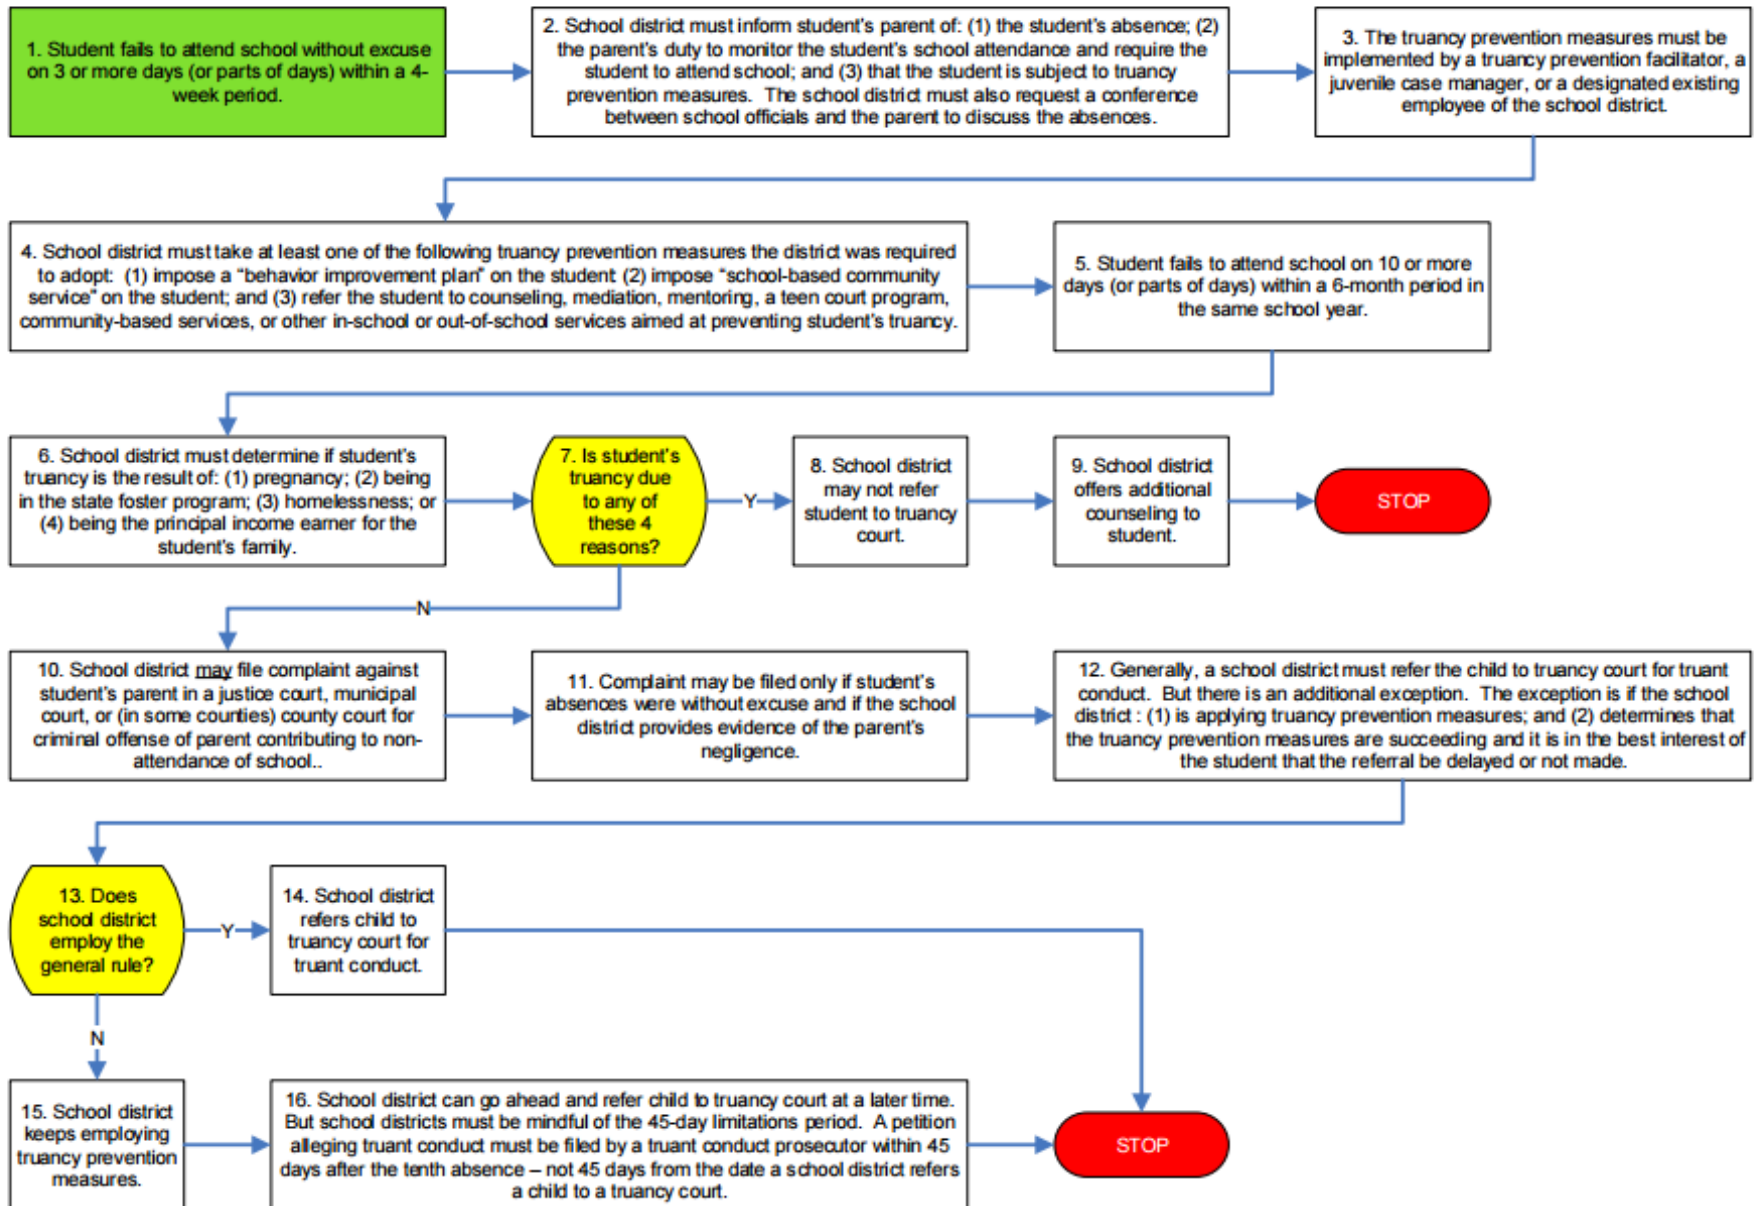 1. Student fails to attend school without excuse
on 3 or more days (or parts of days) within a 4-
week period.
2. School district must inform student's parent of: (1) the student's absence; (2)
the parent's duty to monitor the student's school attendance and require the
student to attend school; and (3) that the student is subject to truancy
prevention measures. The school district must also request a conference
between school officials and the parent to discuss the absences.
3. The truancy prevention measures must be
implemented by a truancy prevention facilitator, a
juvenile case manager, or a designated existing
employee of the school district.
4. School district must take at least one of the following truancy prevention measures the district was required
to adopt: (1) impose a "behavior improvement plan" on the student: (2) impose "school-based community
service" on the student; and (3) refer the student to counseling, mediation, mentoring, a teen court program,
community-based services, or other in-school or out-of-school services aimed at preventing student's truancy.
5. Student fails to attend school on 10 or more
days (or parts of days) within a 6-month period in
the same school year.
6. School district must determine if student's
truancy is the result of: (1) pregnancy; (2) being
in the state foster program; (3) homelessness; or
(4) being the principal income earner for the
student's family.
7. Is student's
truancy due
to any of
these 4
reasons?
Y
8. School district
may not refer
student to truancy
court.
9. School district
offers additional
counseling to
student.
STOP
N
10. School district may file complaint against
student's parent in a justice court, municipal
court, or (in some counties) county court for
criminal offense of parent contributing to non-
attendance of school..
11. Complaint may be filed only if student's
absences were without excuse and if the school
district provides evidence of the parent's
negligence.
12. Generally, a school district must refer the child to truancy court for truant
conduct. But there is an additional exception. The exception is if the school
district : (1) is applying truancy prevention measures; and (2) determines that
the truancy prevention measures are succeeding and it is in the best interest of
the student that the referral be delayed or not made.
13. Does
school district
employ the
general rule?
Y
14. School district
refers child to
truancy court for
truant conduct.
N
15. School district
keeps employing
truancy prevention
measures.
16. School district can go ahead and refer child to truancy court at a later time.
But school districts must be mindful of the 45-day limitations period. A petition
alleging truant conduct must be filed by a truant conduct prosecutor within 45
days after the tenth absence – not 45 days from the date a school district refers
a child to a truancy court.
STOP